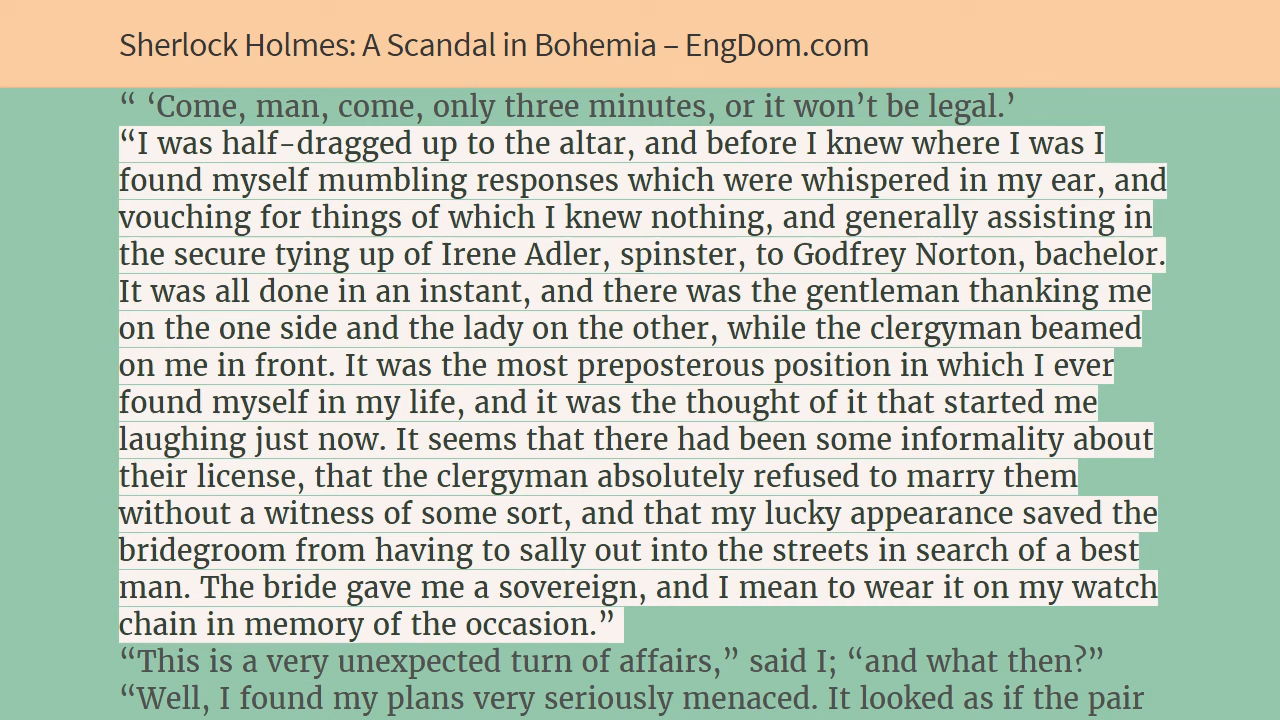 Sherlock Holmes: A Scandal in Bohemia – EngDom.com
“ ‘Come, man, come, only three minutes, or it won’t be legal.’
“I was half-dragged up to the altar, and before I knew where I was I
found myself mumbling responses which were whispered in my ear, and
vouching for things of which I knew nothing, and generally assisting in
the secure tying up of Irene Adler, spinster, to Godfrey Norton, bachelor.
It was all done in an instant, and there was the gentleman thanking me
on the one side and the lady on the other, while the clergyman beamed
on me in front. It was the most preposterous position in which I ever
found myself in my life, and it was the thought of it that started me
laughing just now. It seems that there had been some informality about
their license, that the clergyman absolutely refused to marry them
without a witness of some sort, and that my lucky appearance saved the
bridegroom from having to sally out into the streets in search of a best
man. The bride gave me a sovereign, and I mean to wear it on my watch
chain in memory of the occasion.”
“This is a very unexpected turn of affairs,” said I; “and what then?”
“Well, I found my plans very seriously menaced. It looked as if the pair